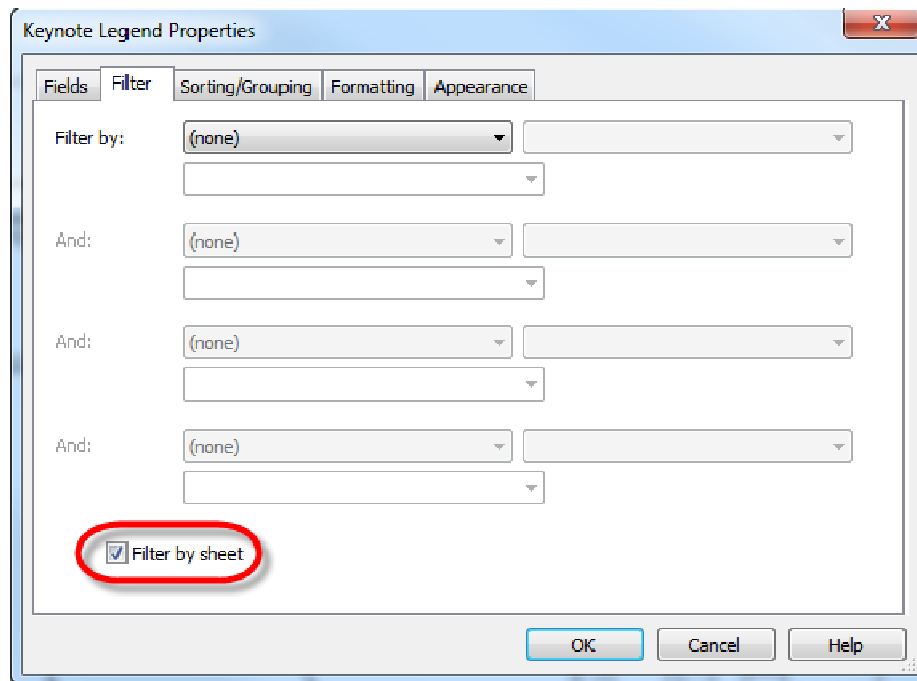 Keynote Legend Properties
Fields Filter Sorting/Grouping Formatting Appearance
Filter by: (none)
And: (none)
And: (none)
And: (none)
Filter by sheet
OK Cancel Help